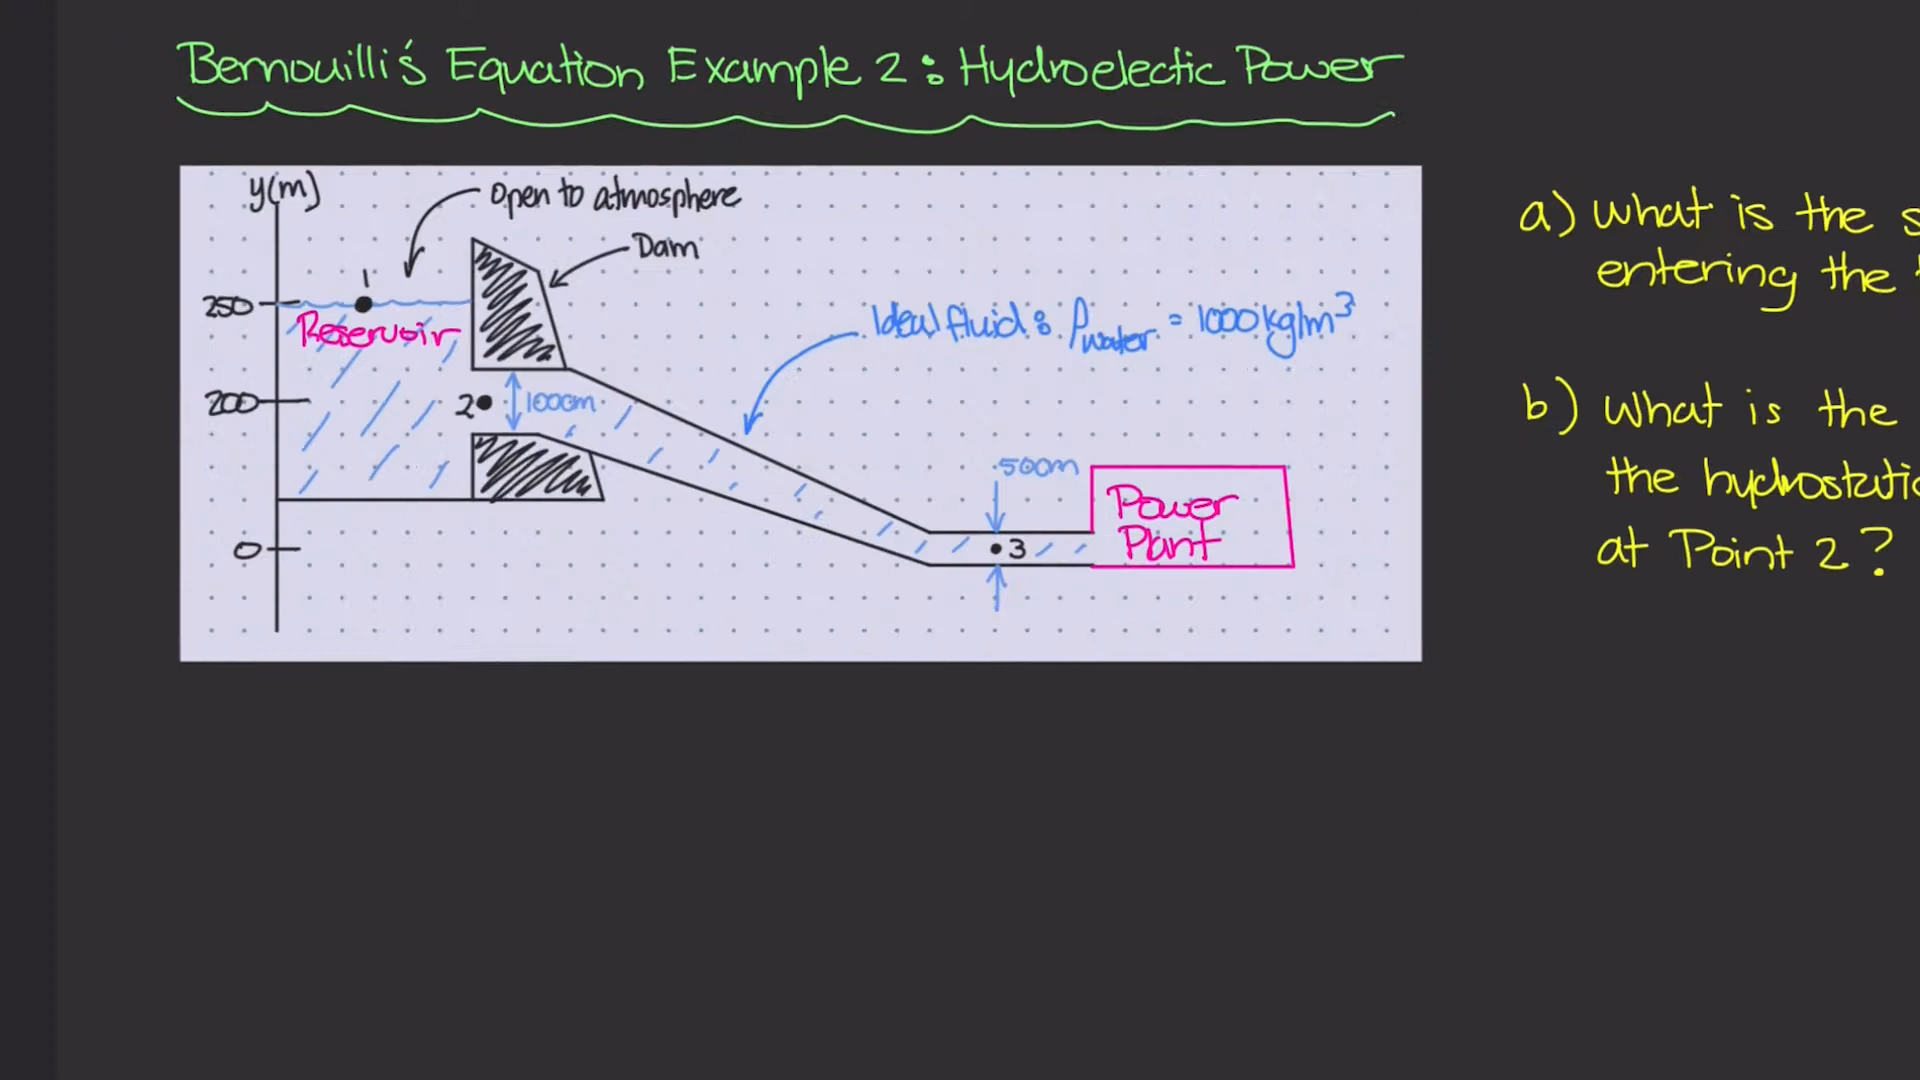 Bernouilli's Equation Example 2: Hydroelectic Power
y(m)
Open to atmosphere
Dam
1
250
Reservoir
Ideal fluid: ρwater = 1000kg/m³
200
2
100cm
50cm
Power
Plant
0
3
a) What is the s
entering the
b) What is the
the hydrostatic
at Point 2?